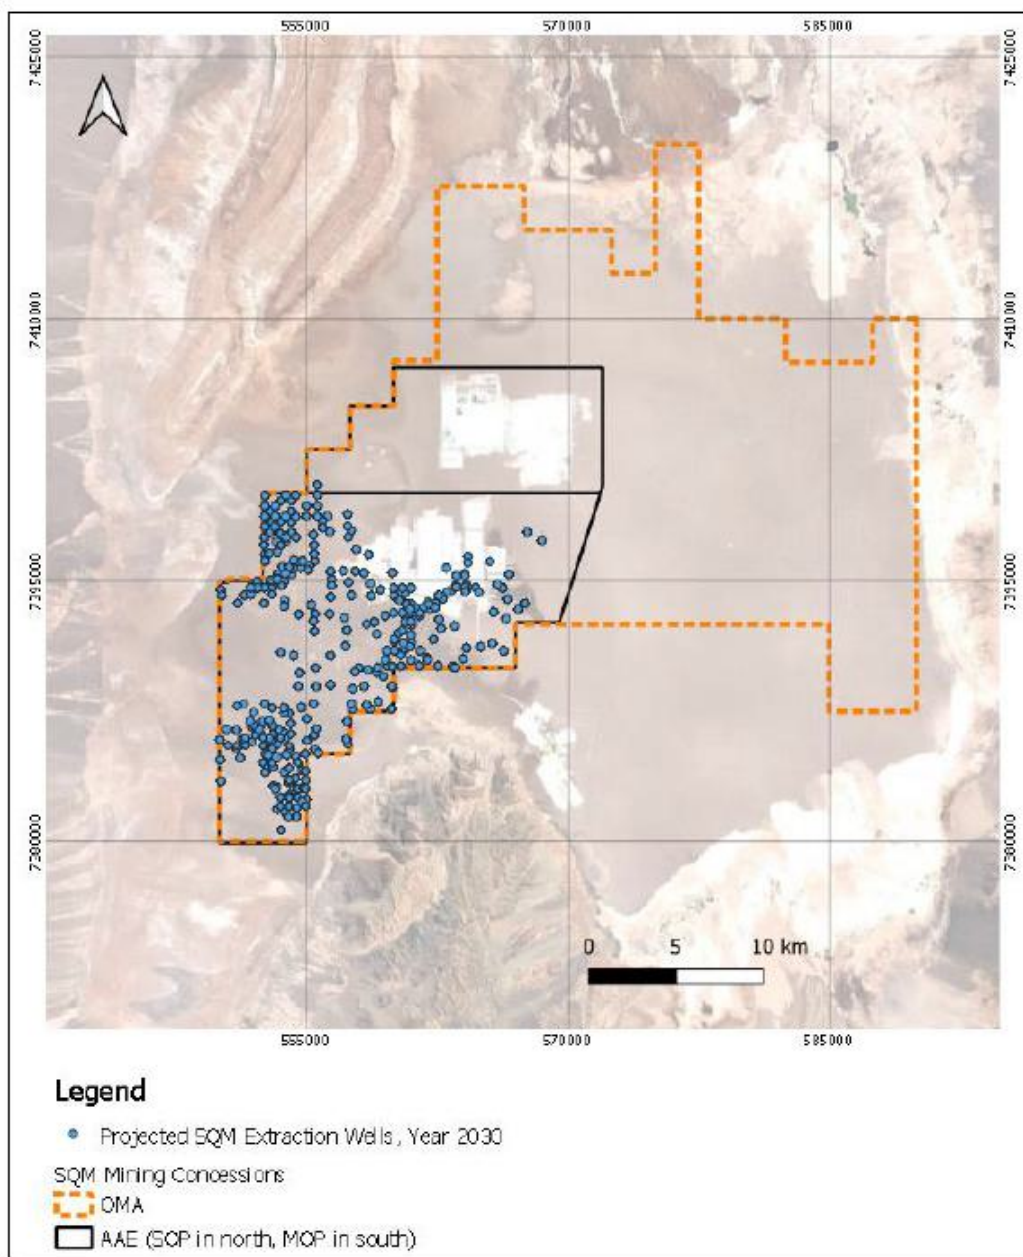 555000 570000 585000
7425000 7425000
7410000 7410000
7395000 7395000
7380000 7380000
0 5 10 km
555000 570000 585000
Legend
Projected SQM Extraction Wells, Year 2030
SQM Mining Concessions
OMA
AAE (SOP in north, MOP in south)